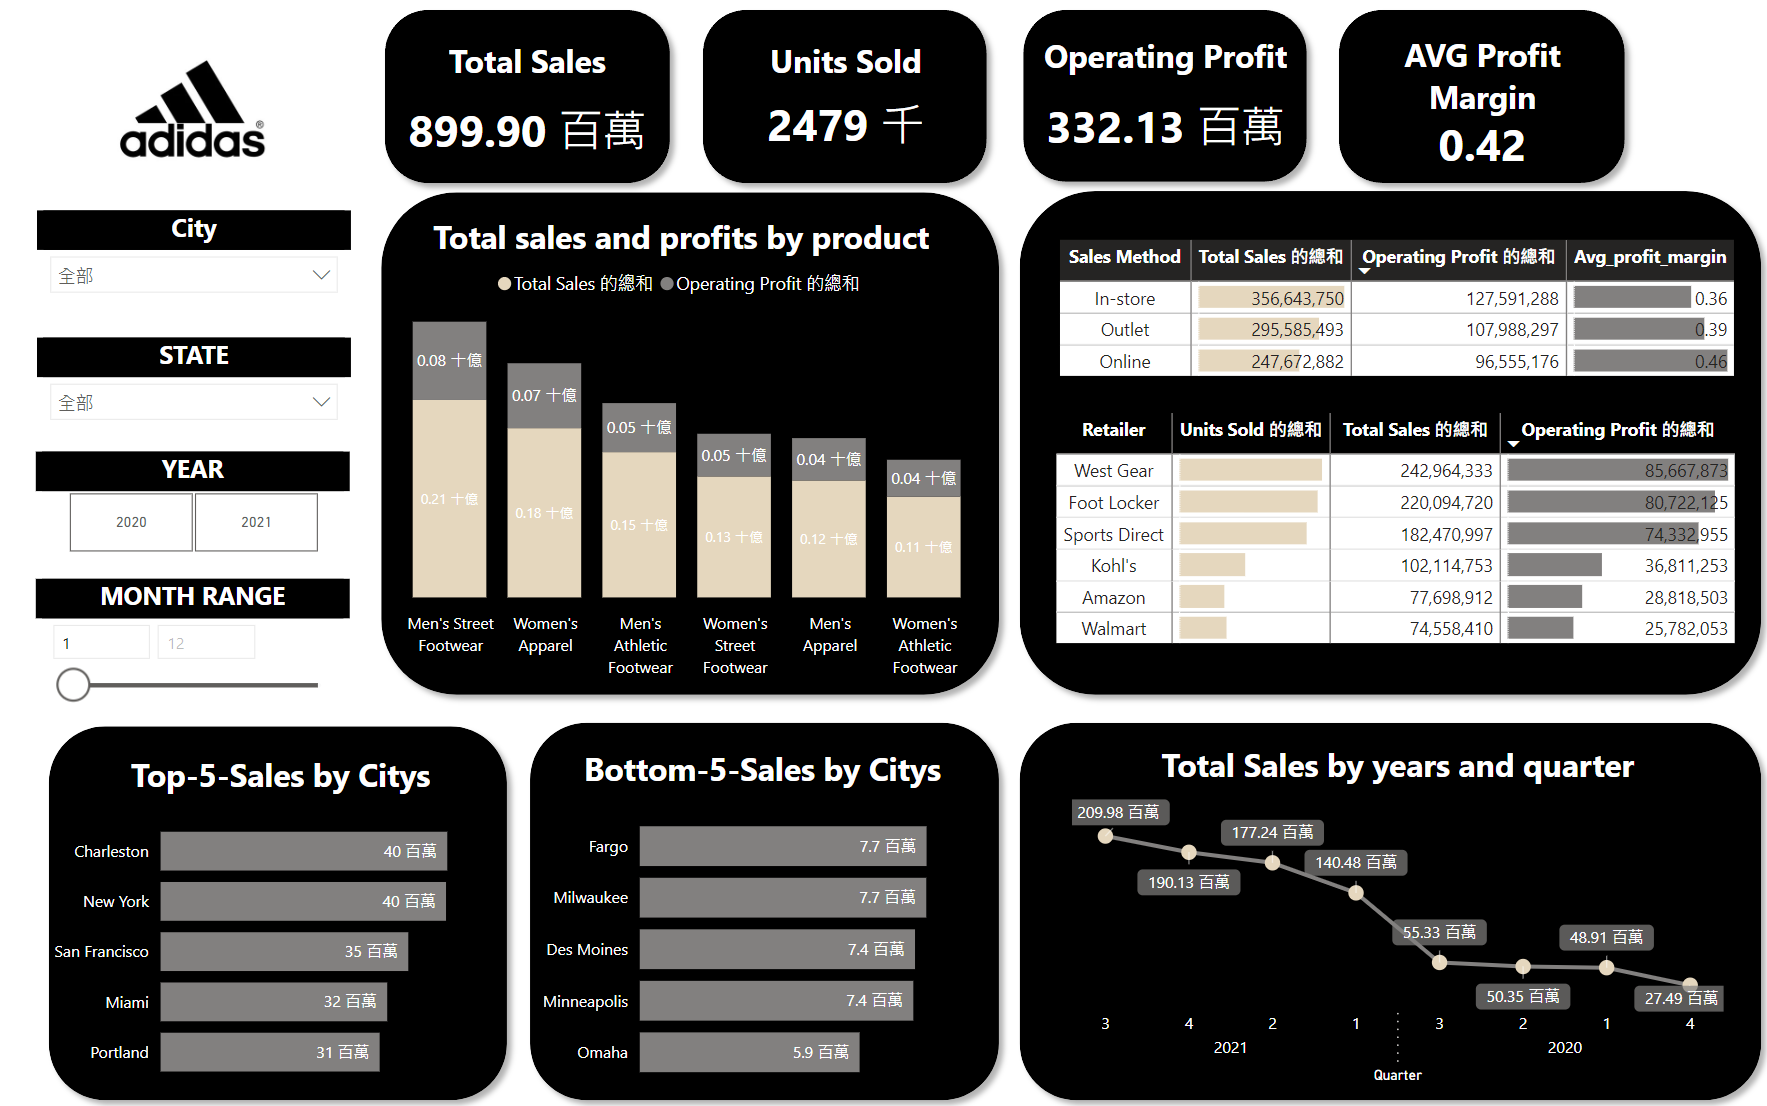 adidas
®
Total Sales
899.90 百萬
Units Sold
2479 千
Operating Profit
332.13 百萬
AVG Profit
Margin
0.42
City
全部
STATE
全部
YEAR
2020 2021
MONTH RANGE
1 12
Total sales and profits by product
Total Sales 的總和 Operating Profit 的總和
0.08 十億
0.07 十億
0.05 十億
0.05 十億
0.04 十億
0.04 十億
0.21 十億
0.18 十億
0.15 十億
0.13 十億
0.12 十億
0.11 十億
Men's Street
Footwear
Women's
Apparel
Men's
Athletic
Footwear
Women's
Street
Footwear
Men's
Apparel
Women's
Athletic
Footwear
Sales Method Total Sales 的總和 Operating Profit 的總和 Avg_profit_margin
In-store 356,643,750 127,591,288 0.36
Outlet 295,585,493 107,988,297 0.39
Online 247,672,882 96,555,176 0.46
Retailer Units Sold 的總和 Total Sales 的總和 Operating Profit 的總和
West Gear 242,964,333 85,667,873
Foot Locker 220,094,720 80,722,125
Sports Direct 182,470,997 74,332,955
Kohl's 102,114,753 36,811,253
Amazon 77,698,912 28,818,503
Walmart 74,558,410 25,782,053
Top-5-Sales by Citys
Charleston 40 百萬
New York 40 百萬
San Francisco 35 百萬
Miami 32 百萬
Portland 31 百萬
Bottom-5-Sales by Citys
Fargo 7.7 百萬
Milwaukee 7.7 百萬
Des Moines 7.4 百萬
Minneapolis 7.4 百萬
Omaha 5.9 百萬
Total Sales by years and quarter
209.98 百萬
190.13 百萬
177.24 百萬
140.48 百萬
55.33 百萬
50.35 百萬
48.91 百萬
27.49 百萬
3 4 2 1 3 2 1 4
2021 2020
Quarter